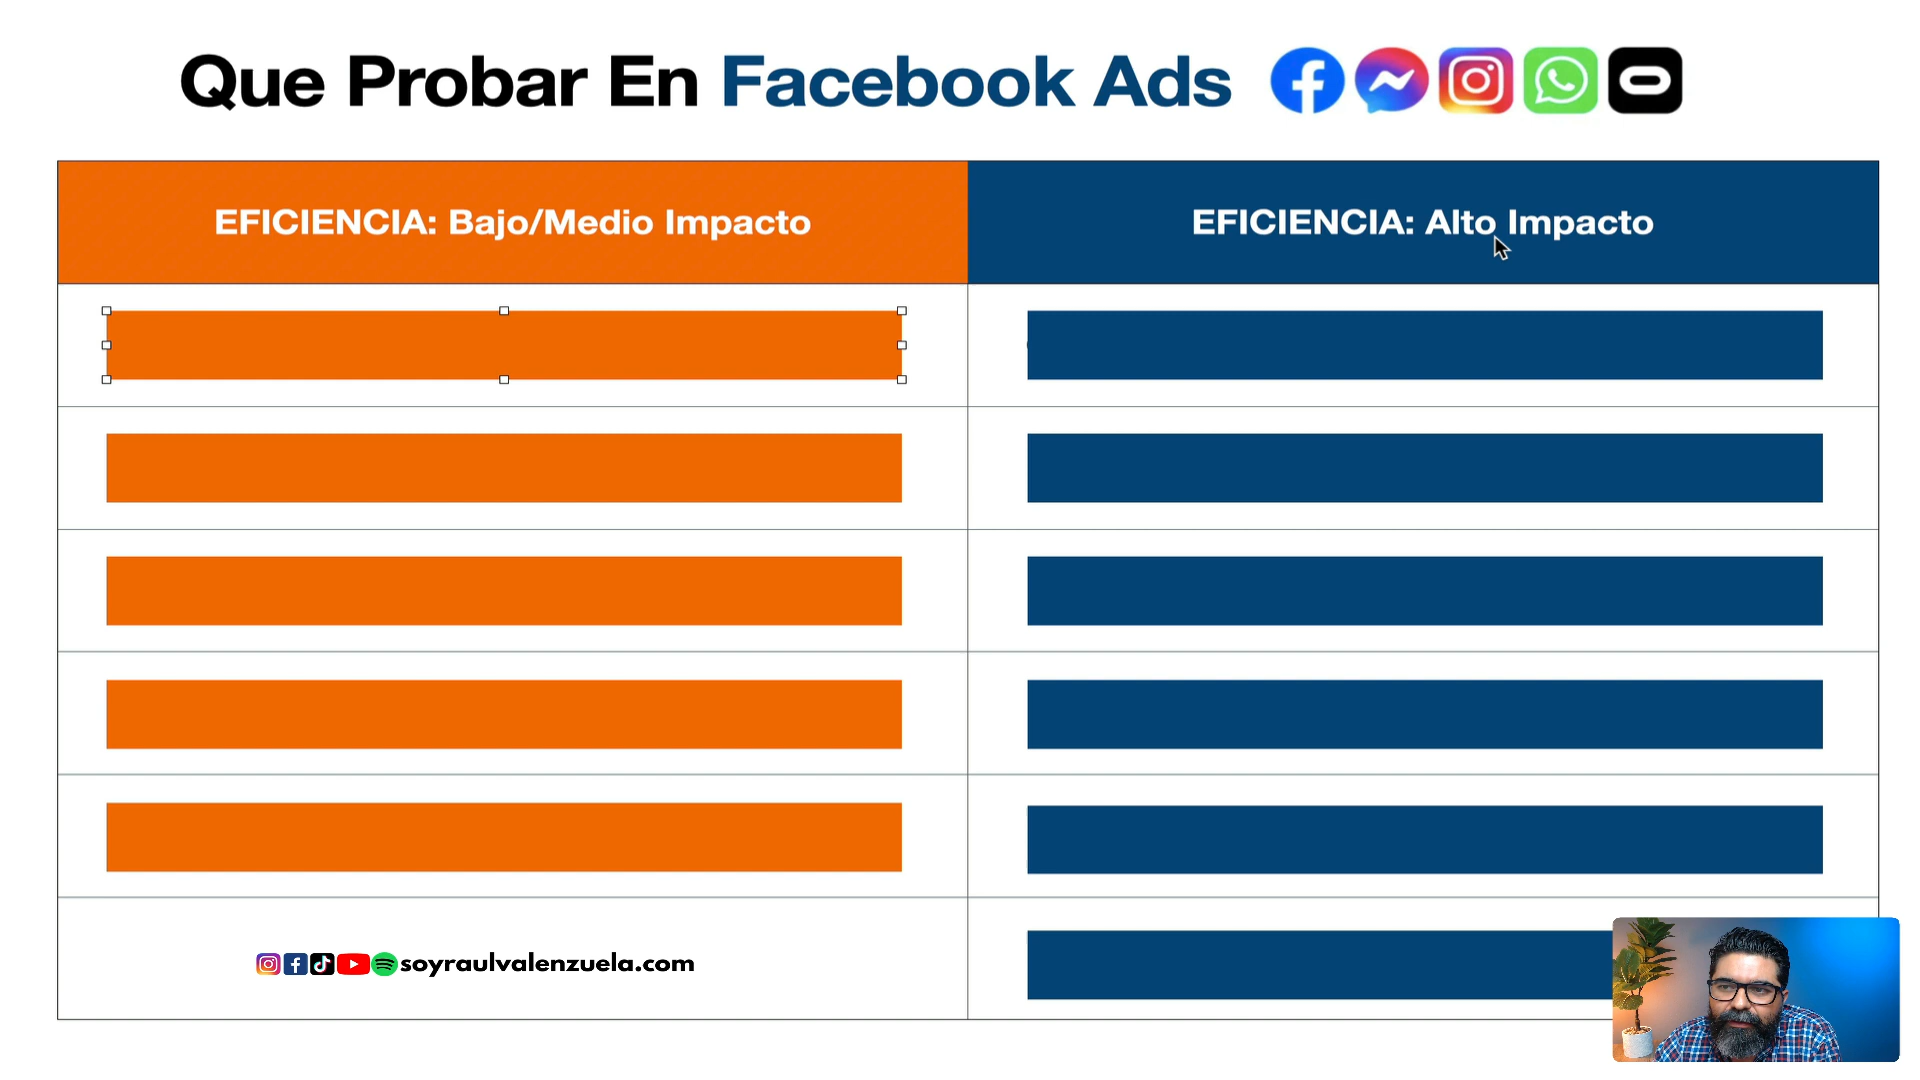 Que Probar En Facebook Ads
EFICIENCIA: Bajo/Medio Impacto
EFICIENCIA: Alto Impacto
soyraulvalenzuela.com